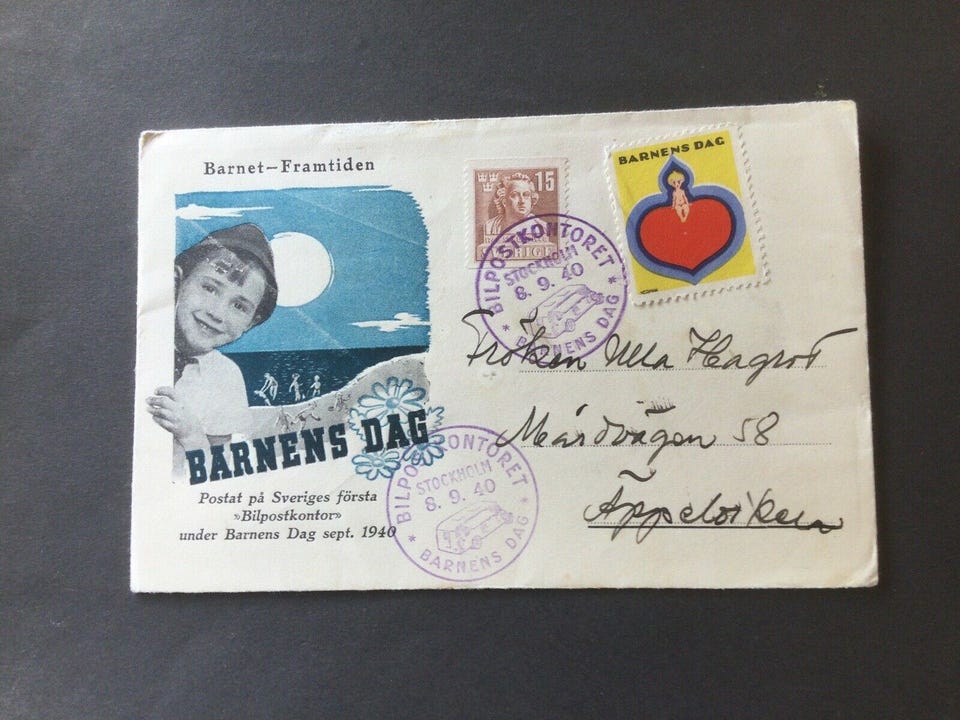 Barnet—Framtiden
15
SVERIGE
BARNENS DAG
BILPOSTKONTORET
STOCKHOLM
8. 9. 40
* BARNENS DAG *
Fröken Ulla Hagrot
Mårdvägen 58
Äppelviken
BARNENS DAG
Postat på Sveriges första
»Bilpostkontor»
under Barnens Dag sept. 1940
BILPOSTKONTORET
STOCKHOLM
8. 9. 40
* BARNENS DAG *